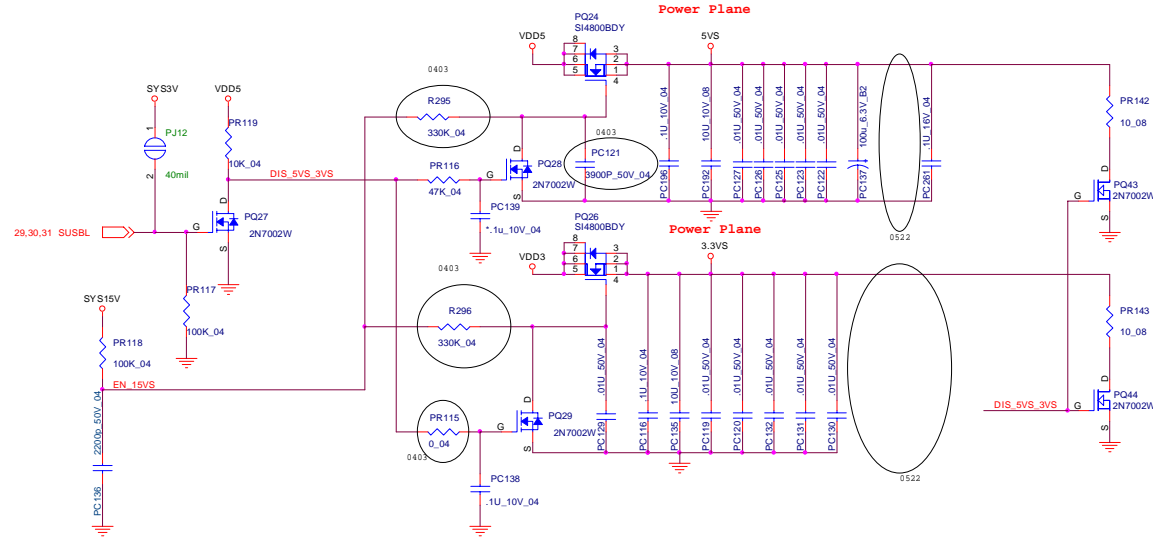 Power Plane
PQ24
SI4800BDY
VDD5
8
7
6
5
3
2
1
4
5VS
0403
R295
330K_04
SYS3V
VDD5
PJ12
1
2
40mil
PR119
10K_04
DIS_5VS_3VS
PR116
47K_04
PC139
*.1u_10V_04
G
D
S
PQ28
2N7002W
0403
PC121
3900P_50V_04
PC196
.1U_10V_04
PC192
10U_10V_08
PC127
.01U_50V_04
PC126
.01U_50V_04
PC125
.01U_50V_04
PC123
.01U_50V_04
PC122
.01U_50V_04
PC137
100u_6.3V_B2
0522
PC261
.1U_16V_04
PR142
10_08
PQ43
2N7002W
G
D
S
29,30,31 SUSBL
G
D
S
PQ27
2N7002W
PR117
100K_04
Power Plane
PQ26
SI4800BDY
VDD3
8
7
6
5
3
2
1
4
3.3VS
0403
R296
330K_04
SYS15V
PR118
100K_04
EN_15VS
2200p_50V_04
PC136
PR115
0_04
0403
PC138
.1U_10V_04
G
D
S
PQ29
2N7002W
PC129
.01U_50V_04
PC116
.1U_10V_04
PC135
10U_10V_08
PC119
.01U_50V_04
PC120
.01U_50V_04
PC132
.01U_50V_04
PC131
.01U_50V_04
PC130
.01U_50V_04
0522
PR143
10_08
DIS_5VS_3VS
G
D
S
PQ44
2N7002W